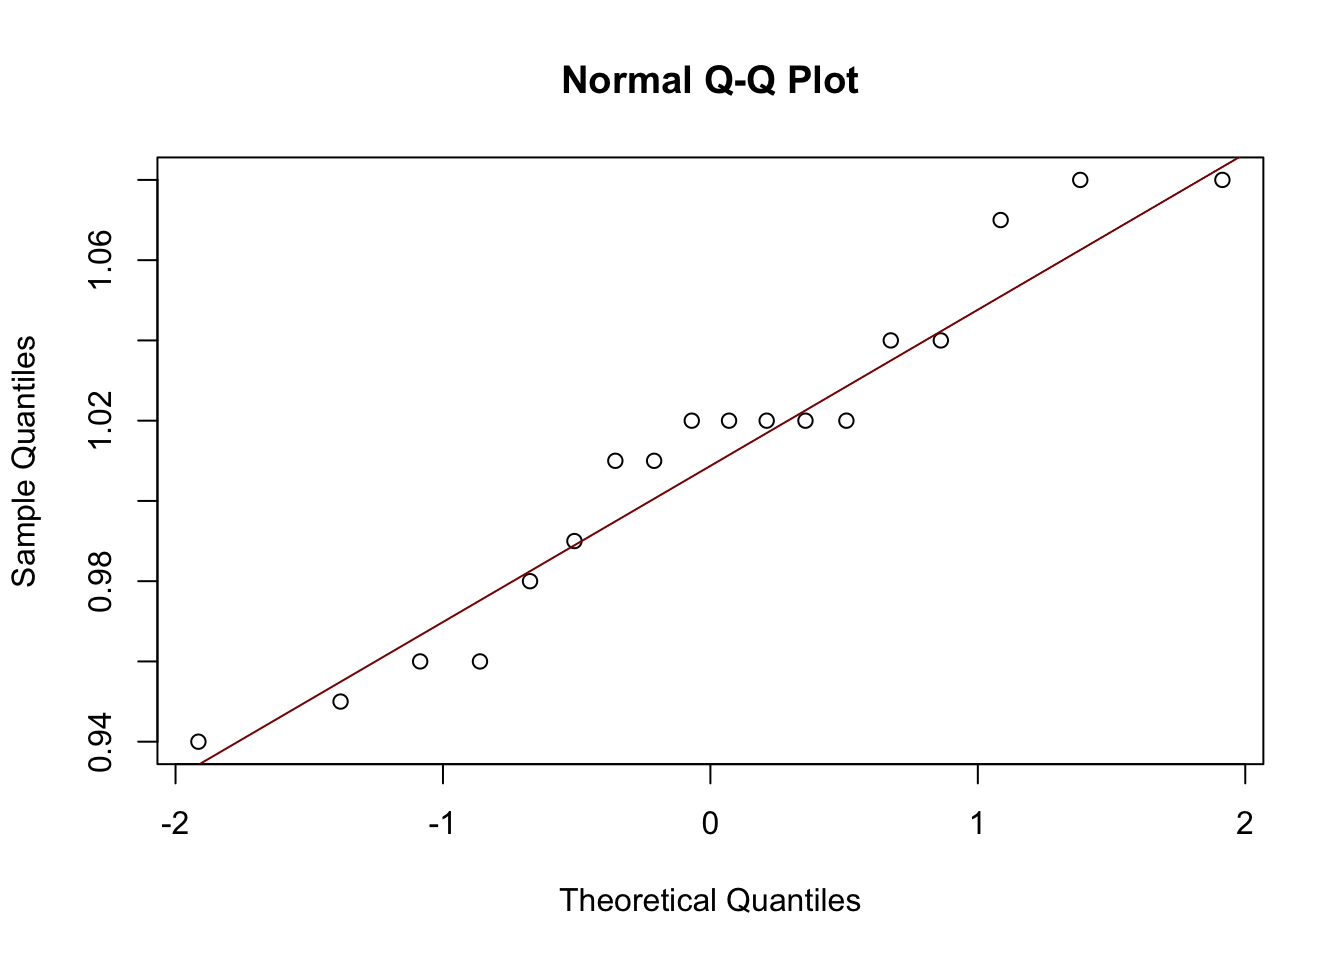 Normal Q-Q Plot
Sample Quantiles
1.06
1.02
0.98
0.94
-2 -1 0 1 2
Theoretical Quantiles